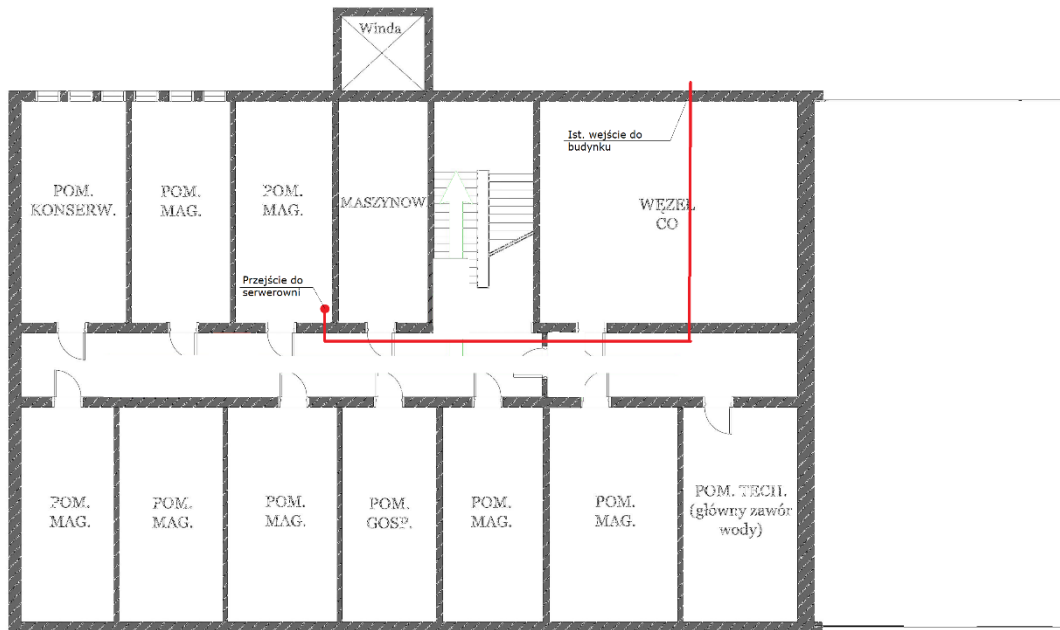 Winda
Ist. wejście do
budynku
POM.
KONSERW.
POM.
MAG.
POM.
MAG.
MASZYNOW
WĘZEŁ
CO
Przejście do
serwerowni
POM.
MAG.
POM.
MAG.
POM.
MAG.
POM.
GOSP.
POM.
MAG.
POM.
MAG.
POM. TECH.
(główny zawór
wody)